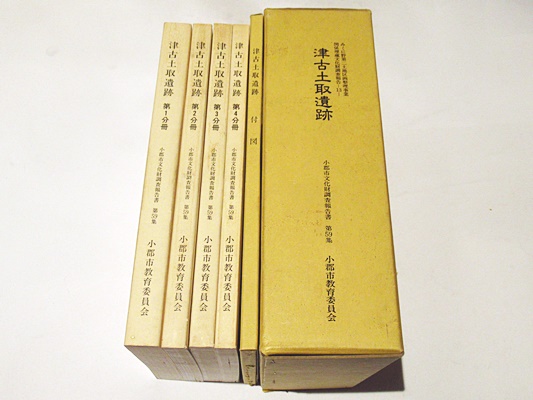 津古土取遺跡
第1分冊
小郡市文化財調査報告書 第59集
小郡市教育委員会
津古土取遺跡
第2分冊
小郡市文化財調査報告書 第59集
小郡市教育委員会
津古土取遺跡
第3分冊
小郡市文化財調査報告書 第59集
小郡市教育委員会
津古土取遺跡
第4分冊
小郡市文化財調査報告書 第59集
小郡市教育委員会
津古土取遺跡
付図
津古土取遺跡
小郡市文化財調査報告書 第59集
小郡市教育委員会